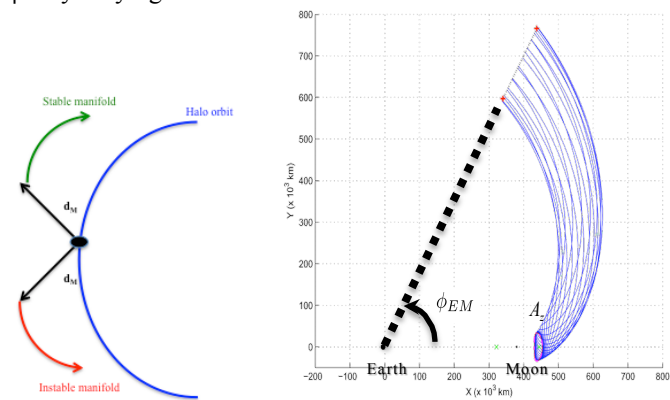 Stable manifold
Halo orbit
d_M
d_M
Instable manifold
800
700
600
500
400
300
200
100
0
−100
Y (x 10^3 km)
ϕ_EM
A_z
Earth
Moon
−200 −100 0 100 200 300 400 500 600 700 800
X (x 10^3 km)